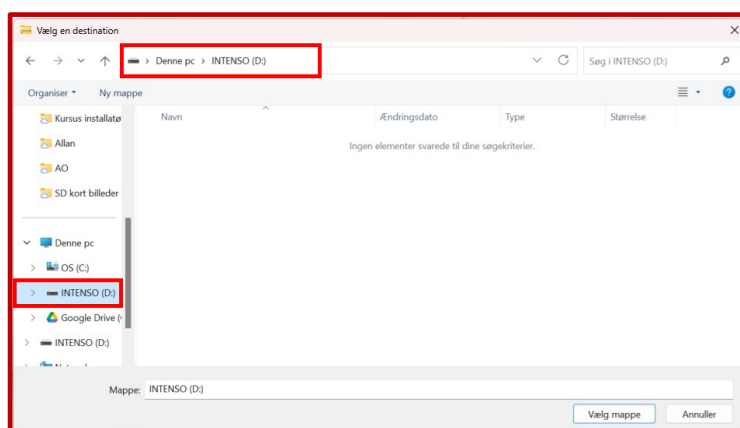 Vælg en destination
Denne pc > INTENSO (D:)
Søg i INTENSO (D:)
Organiser
Ny mappe
Navn
Ændringsdato
Type
Størrelse
Ingen elementer svarede til dine søgekriterier.
Kursus installatø
Allan
AO
SD kort billeder
Denne pc
OS (C:)
INTENSO (D:)
Google Drive (
INTENSO (D:)
Mappe: INTENSO (D:)
Vælg mappe
Annuller